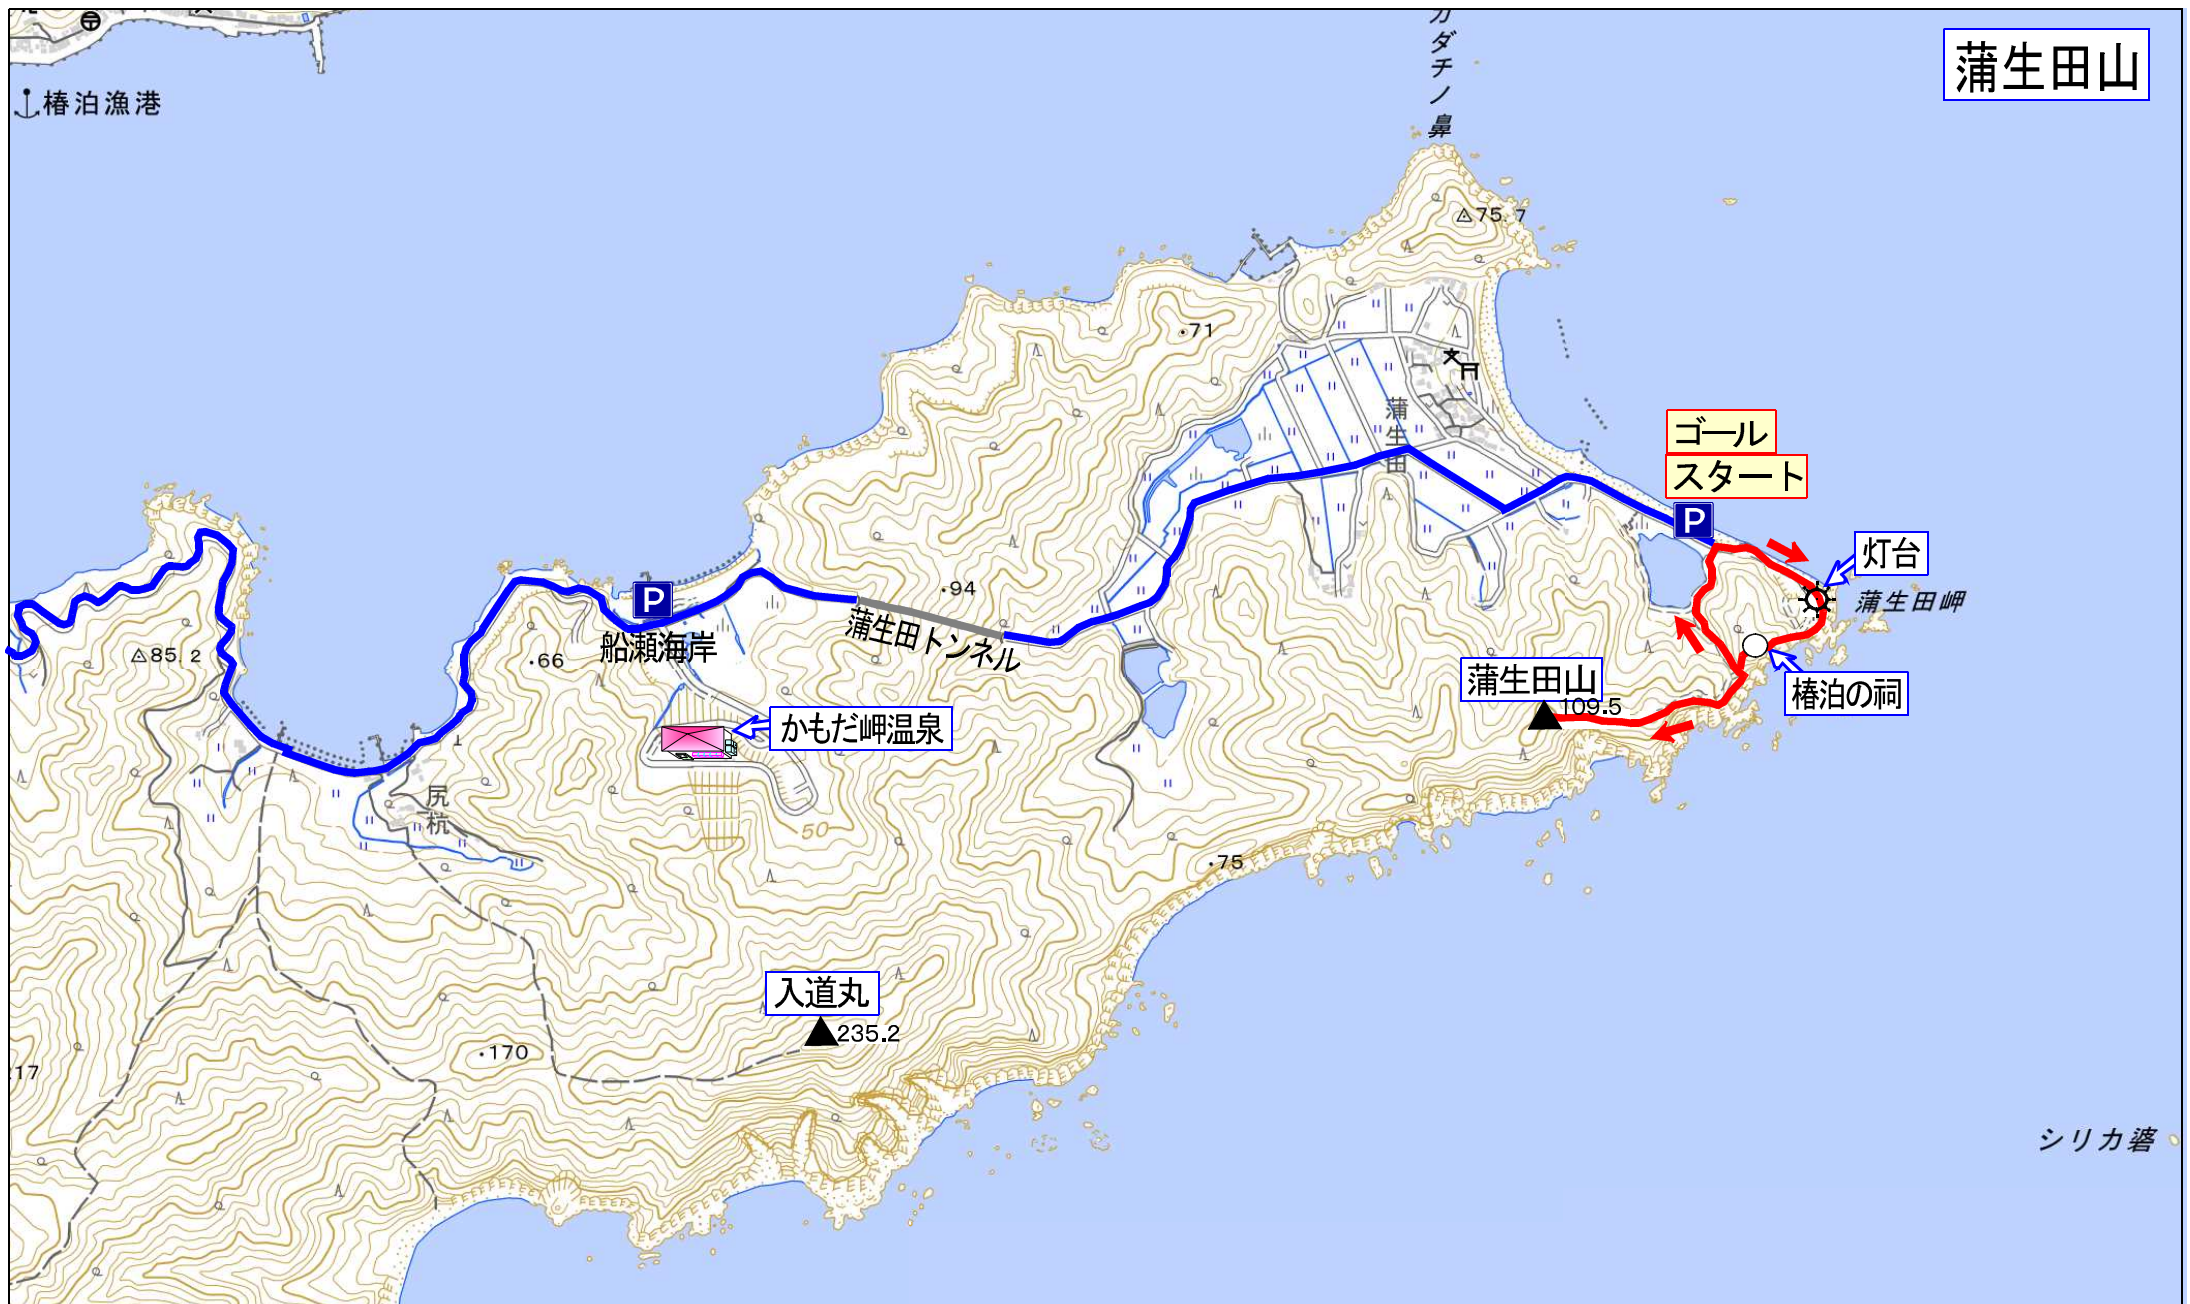 蒲生田山
椿泊漁港
カダチノ鼻
75.7
71
蒲生田
ゴール
スタート
P
灯台
蒲生田岬
94
P
船瀬海岸
蒲生田トンネル
85.2
66
蒲生田山
109.5
椿泊の祠
かもだ岬温泉
尻杭
50
75
入道丸
235.2
170
17
シリカ碆